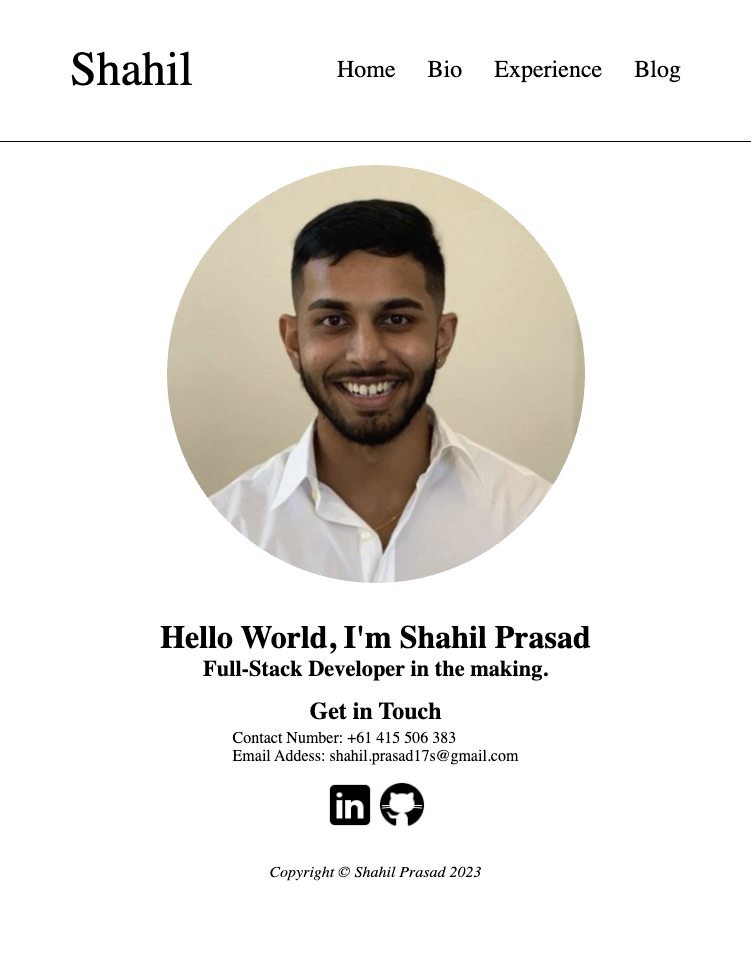 Shahil
Home Bio Experience Blog
Hello World, I'm Shahil Prasad
Full-Stack Developer in the making.
Get in Touch
Contact Number: +61 415 506 383
Email Addess: shahil.prasad17s@gmail.com
in
Copyright © Shahil Prasad 2023